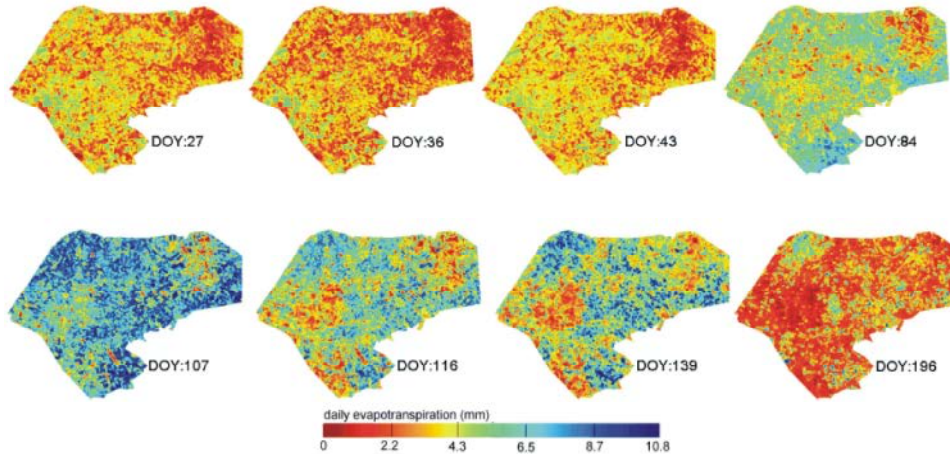 DOY:27
DOY:36
DOY:43
DOY:84
DOY:107
DOY:116
DOY:139
DOY:196
daily evapotranspiration (mm)
0 2.2 4.3 6.5 8.7 10.8